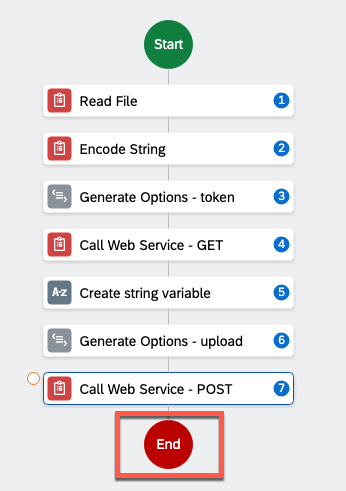 Start
Read File 1
Encode String 2
Generate Options - token 3
Call Web Service - GET 4
A-z Create string variable 5
Generate Options - upload 6
Call Web Service - POST 7
End